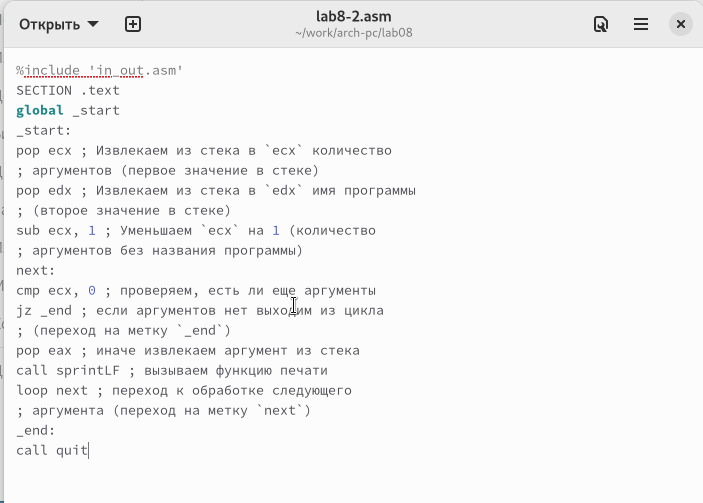 Открыть
lab8-2.asm
~/work/arch-pc/lab08
%include 'in_out.asm'
SECTION .text
global _start
_start:
pop ecx ; Извлекаем из стека в `ecx` количество
; аргументов (первое значение в стеке)
pop edx ; Извлекаем из стека в `edx` имя программы
; (второе значение в стеке)
sub ecx, 1 ; Уменьшаем `ecx` на 1 (количество
; аргументов без названия программы)
next:
cmp ecx, 0 ; проверяем, есть ли еще аргументы
jz _end ; если аргументов нет выходим из цикла
; (переход на метку `_end`)
pop eax ; иначе извлекаем аргумент из стека
call sprintLF ; вызываем функцию печати
loop next ; переход к обработке следующего
; аргумента (переход на метку `next`)
_end:
call quit